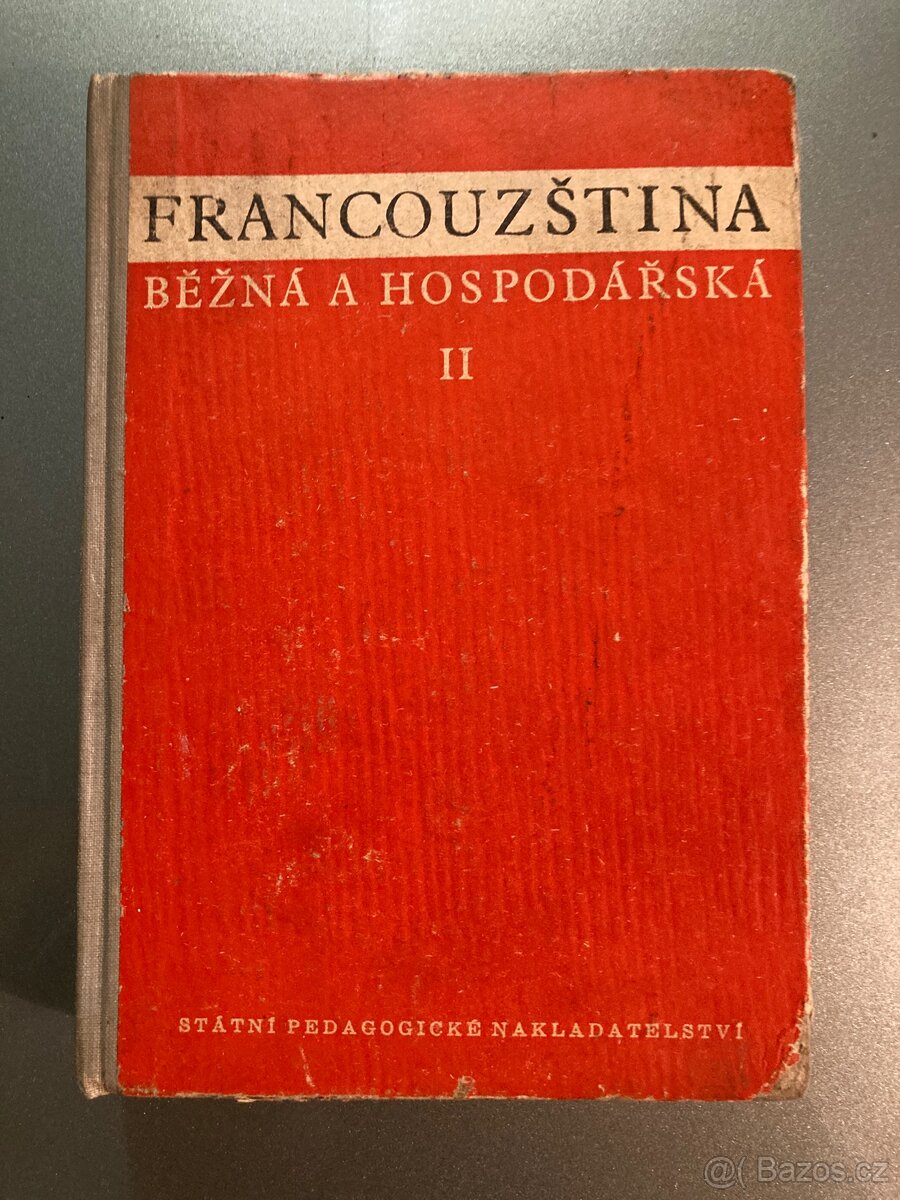 FRANCOUZŠTINA
BĚŽNÁ A HOSPODÁŘSKÁ
II
STÁTNÍ PEDAGOGICKÉ NAKLADATELSTVÍ
@( Bazos.cz